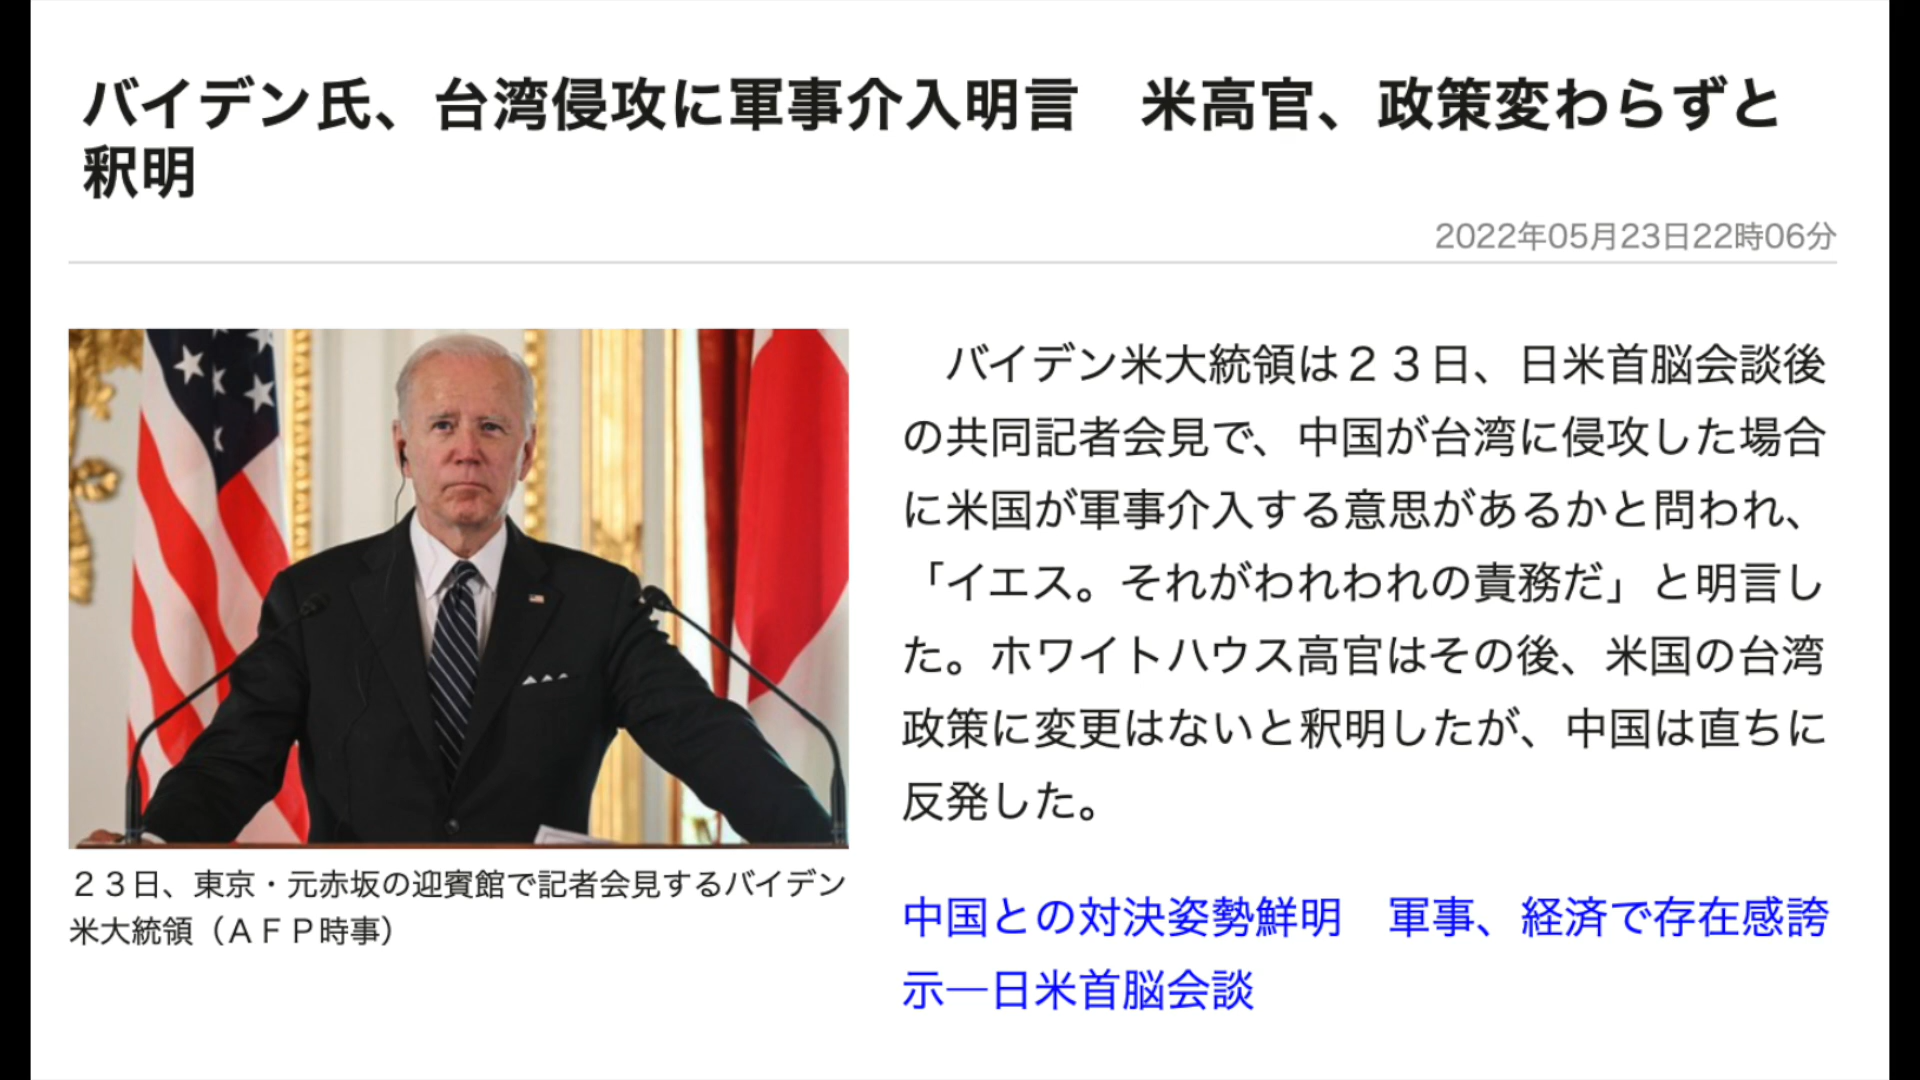 バイデン氏、台湾侵攻に軍事介入明言　米高官、政策変わらずと
釈明
2022年05月23日22時06分
　バイデン米大統領は２３日、日米首脳会談後
の共同記者会見で、中国が台湾に侵攻した場合
に米国が軍事介入する意思があるかと問われ、
「イエス。それがわれわれの責務だ」と明言し
た。ホワイトハウス高官はその後、米国の台湾
政策に変更はないと釈明したが、中国は直ちに
反発した。
中国との対決姿勢鮮明　軍事、経済で存在感誇
示―日米首脳会談
２３日、東京・元赤坂の迎賓館で記者会見するバイデン
米大統領（ＡＦＰ時事）